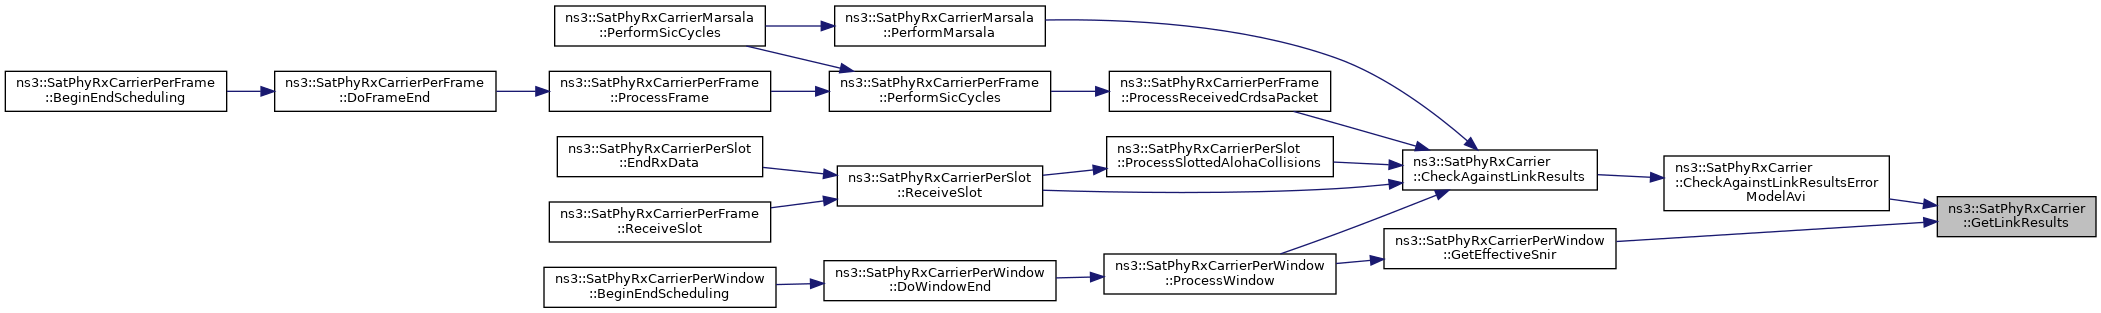 ns3::SatPhyRxCarrierMarsala
::PerformSicCycles
ns3::SatPhyRxCarrierMarsala
::PerformMarsala
ns3::SatPhyRxCarrierPerFrame
::BeginEndScheduling
ns3::SatPhyRxCarrierPerFrame
::DoFrameEnd
ns3::SatPhyRxCarrierPerFrame
::ProcessFrame
ns3::SatPhyRxCarrierPerFrame
::PerformSicCycles
ns3::SatPhyRxCarrierPerFrame
::ProcessReceivedCrdsaPacket
ns3::SatPhyRxCarrierPerSlot
::EndRxData
ns3::SatPhyRxCarrierPerSlot
::ReceiveSlot
ns3::SatPhyRxCarrierPerSlot
::ProcessSlottedAlohaCollisions
ns3::SatPhyRxCarrier
::CheckAgainstLinkResults
ns3::SatPhyRxCarrier
::CheckAgainstLinkResultsError
ModelAvi
ns3::SatPhyRxCarrier
::GetLinkResults
ns3::SatPhyRxCarrierPerFrame
::ReceiveSlot
ns3::SatPhyRxCarrierPerWindow
::GetEffectiveSnir
ns3::SatPhyRxCarrierPerWindow
::BeginEndScheduling
ns3::SatPhyRxCarrierPerWindow
::DoWindowEnd
ns3::SatPhyRxCarrierPerWindow
::ProcessWindow